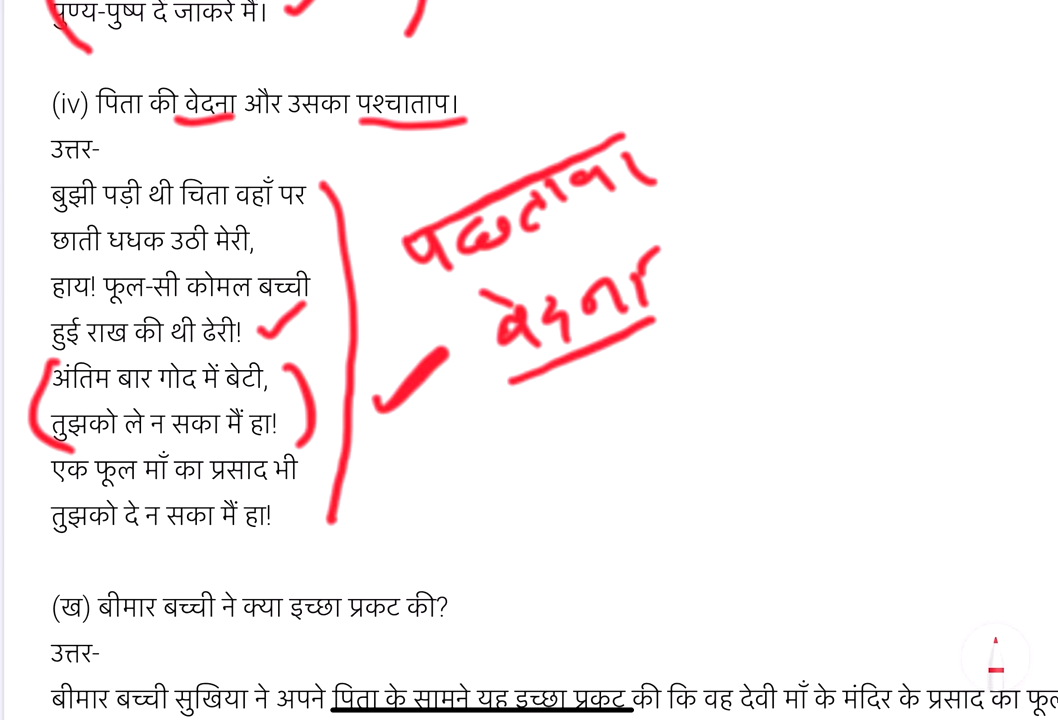 पुण्य-पुष्प दे जाकर मैं।
(iv) पिता की वेदना और उसका पश्चाताप।
उत्तर-
बुझी पड़ी थी चिता वहाँ पर
छाती धधक उठी मेरी,
हाय! फूल-सी कोमल बच्ची
हुई राख की थी ढेरी!
अंतिम बार गोद में बेटी,
तुझको ले न सका मैं हा!
एक फूल माँ का प्रसाद भी
तुझको दे न सका मैं हा!
पछतावा
वेदना
(ख) बीमार बच्ची ने क्या इच्छा प्रकट की?
उत्तर-
बीमार बच्ची सुखिया ने अपने पिता के सामने यह इच्छा प्रकट की कि वह देवी माँ के मंदिर के प्रसाद का